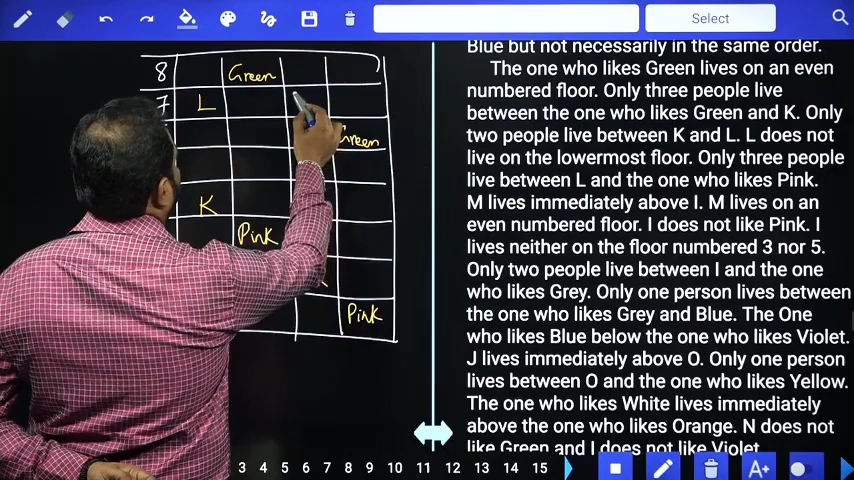 Select
8 Green
7 L
Green
K
Pink
Pink
Blue but not necessarily in the same order.
The one who likes Green lives on an even
numbered floor. Only three people live
between the one who likes Green and K. Only
two people live between K and L. L does not
live on the lowermost floor. Only three people
live between L and the one who likes Pink.
M lives immediately above I. M lives on an
even numbered floor. I does not like Pink. I
lives neither on the floor numbered 3 nor 5.
Only two people live between I and the one
who likes Grey. Only one person lives between
the one who likes Grey and Blue. The One
who likes Blue below the one who likes Violet.
J lives immediately above O. Only one person
lives between O and the one who likes Yellow.
The one who likes White lives immediately
above the one who likes Orange. N does not
like Green and I does not like Violet
3 4 5 6 7 8 9 10 11 12 13 14 15
A+